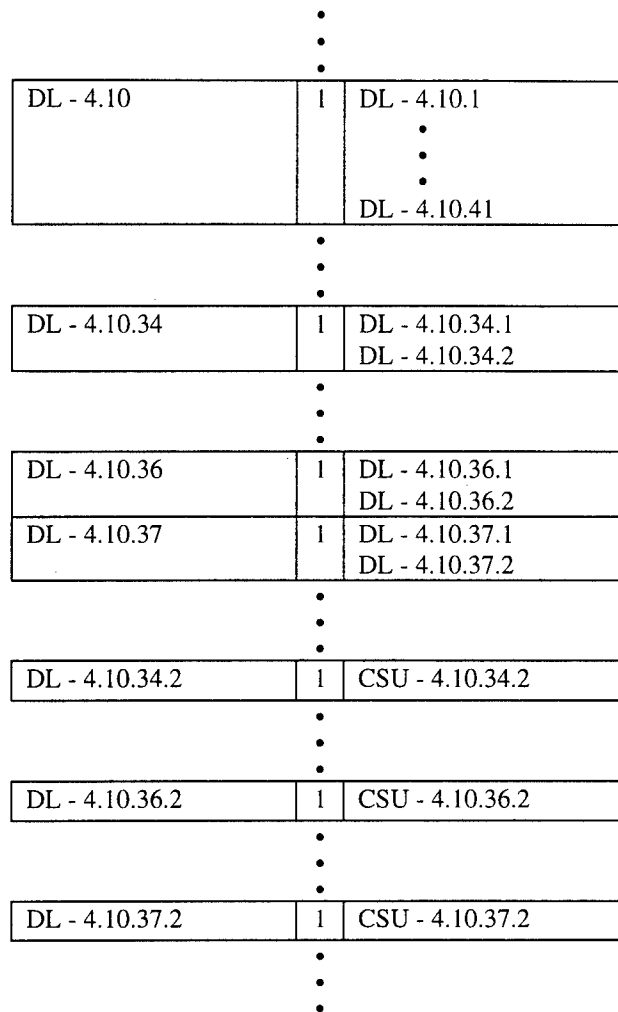 DL - 4.10 1 DL - 4.10.1
DL - 4.10.41
DL - 4.10.34 1 DL - 4.10.34.1
DL - 4.10.34.2
DL - 4.10.36 1 DL - 4.10.36.1
DL - 4.10.36.2
DL - 4.10.37 1 DL - 4.10.37.1
DL - 4.10.37.2
DL - 4.10.34.2 1 CSU - 4.10.34.2
DL - 4.10.36.2 1 CSU - 4.10.36.2
DL - 4.10.37.2 1 CSU - 4.10.37.2